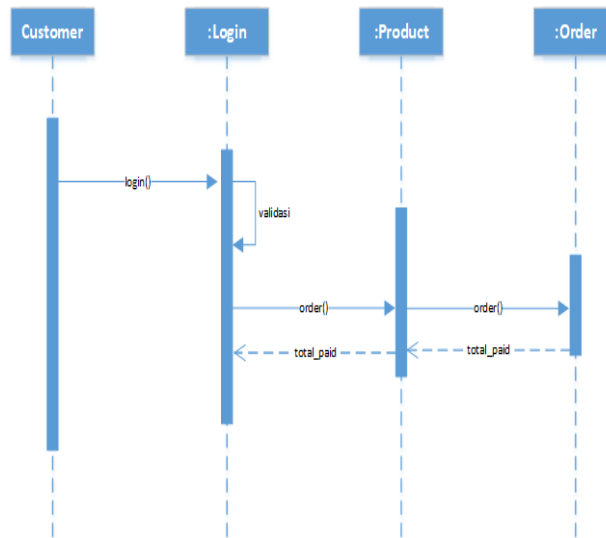 Customer
:Login
:Product
:Order
login()
validasi
order()
order()
total_paid
total_paid